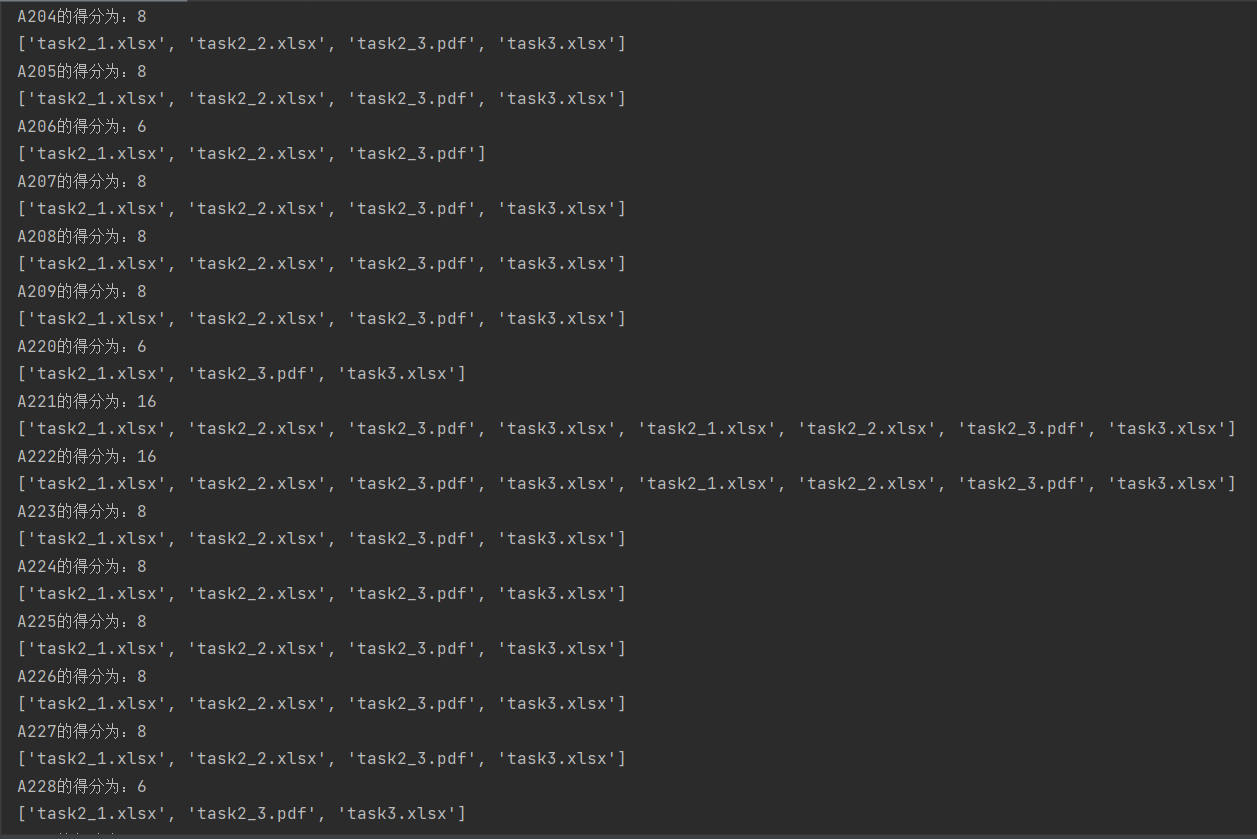 A204的得分为：8
['task2_1.xlsx', 'task2_2.xlsx', 'task2_3.pdf', 'task3.xlsx']
A205的得分为：8
['task2_1.xlsx', 'task2_2.xlsx', 'task2_3.pdf', 'task3.xlsx']
A206的得分为：6
['task2_1.xlsx', 'task2_2.xlsx', 'task2_3.pdf']
A207的得分为：8
['task2_1.xlsx', 'task2_2.xlsx', 'task2_3.pdf', 'task3.xlsx']
A208的得分为：8
['task2_1.xlsx', 'task2_2.xlsx', 'task2_3.pdf', 'task3.xlsx']
A209的得分为：8
['task2_1.xlsx', 'task2_2.xlsx', 'task2_3.pdf', 'task3.xlsx']
A220的得分为：6
['task2_1.xlsx', 'task2_3.pdf', 'task3.xlsx']
A221的得分为：16
['task2_1.xlsx', 'task2_2.xlsx', 'task2_3.pdf', 'task3.xlsx', 'task2_1.xlsx', 'task2_2.xlsx', 'task2_3.pdf', 'task3.xlsx']
A222的得分为：16
['task2_1.xlsx', 'task2_2.xlsx', 'task2_3.pdf', 'task3.xlsx', 'task2_1.xlsx', 'task2_2.xlsx', 'task2_3.pdf', 'task3.xlsx']
A223的得分为：8
['task2_1.xlsx', 'task2_2.xlsx', 'task2_3.pdf', 'task3.xlsx']
A224的得分为：8
['task2_1.xlsx', 'task2_2.xlsx', 'task2_3.pdf', 'task3.xlsx']
A225的得分为：8
['task2_1.xlsx', 'task2_2.xlsx', 'task2_3.pdf', 'task3.xlsx']
A226的得分为：8
['task2_1.xlsx', 'task2_2.xlsx', 'task2_3.pdf', 'task3.xlsx']
A227的得分为：8
['task2_1.xlsx', 'task2_2.xlsx', 'task2_3.pdf', 'task3.xlsx']
A228的得分为：6
['task2_1.xlsx', 'task2_3.pdf', 'task3.xlsx']